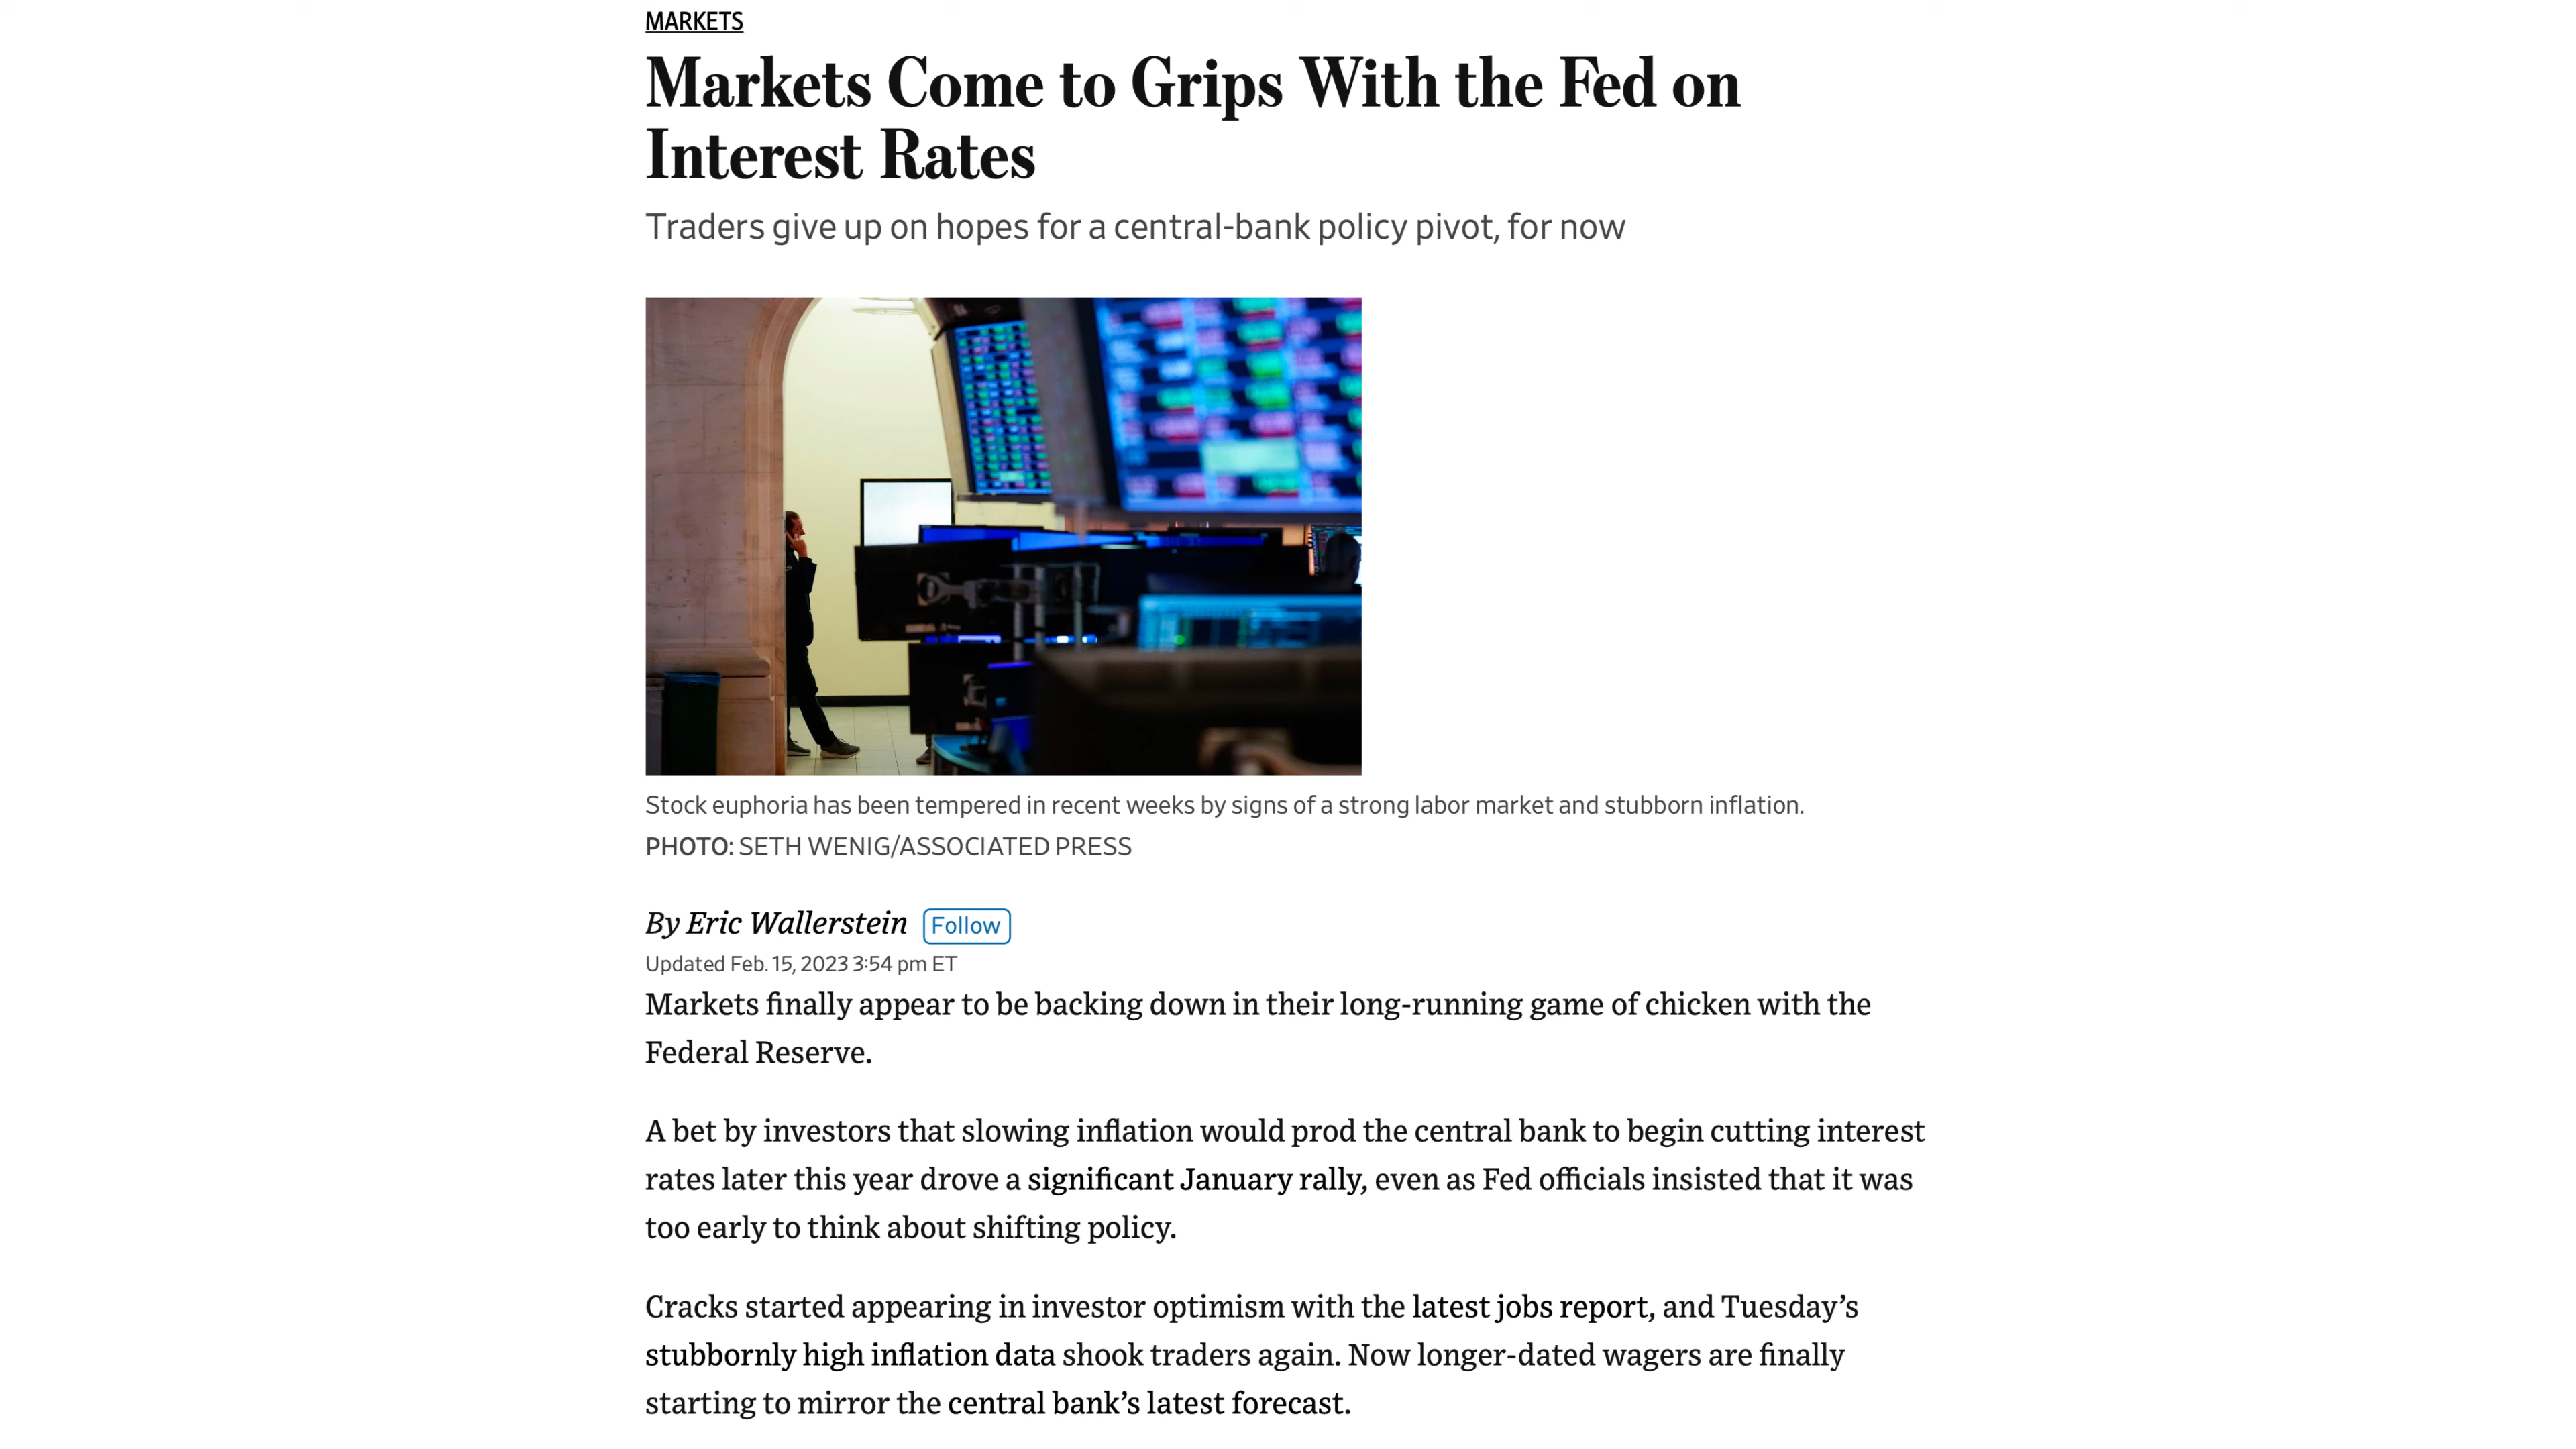 MARKETS
Markets Come to Grips With the Fed on
Interest Rates
Traders give up on hopes for a central-bank policy pivot, for now
Stock euphoria has been tempered in recent weeks by signs of a strong labor market and stubborn inflation.
PHOTO: SETH WENIG/ASSOCIATED PRESS
By Eric Wallerstein Follow
Updated Feb. 15, 2023 3:54 pm ET
Markets finally appear to be backing down in their long-running game of chicken with the
Federal Reserve.
A bet by investors that slowing inflation would prod the central bank to begin cutting interest
rates later this year drove a significant January rally, even as Fed officials insisted that it was
too early to think about shifting policy.
Cracks started appearing in investor optimism with the latest jobs report, and Tuesday’s
stubbornly high inflation data shook traders again. Now longer-dated wagers are finally
starting to mirror the central bank’s latest forecast.